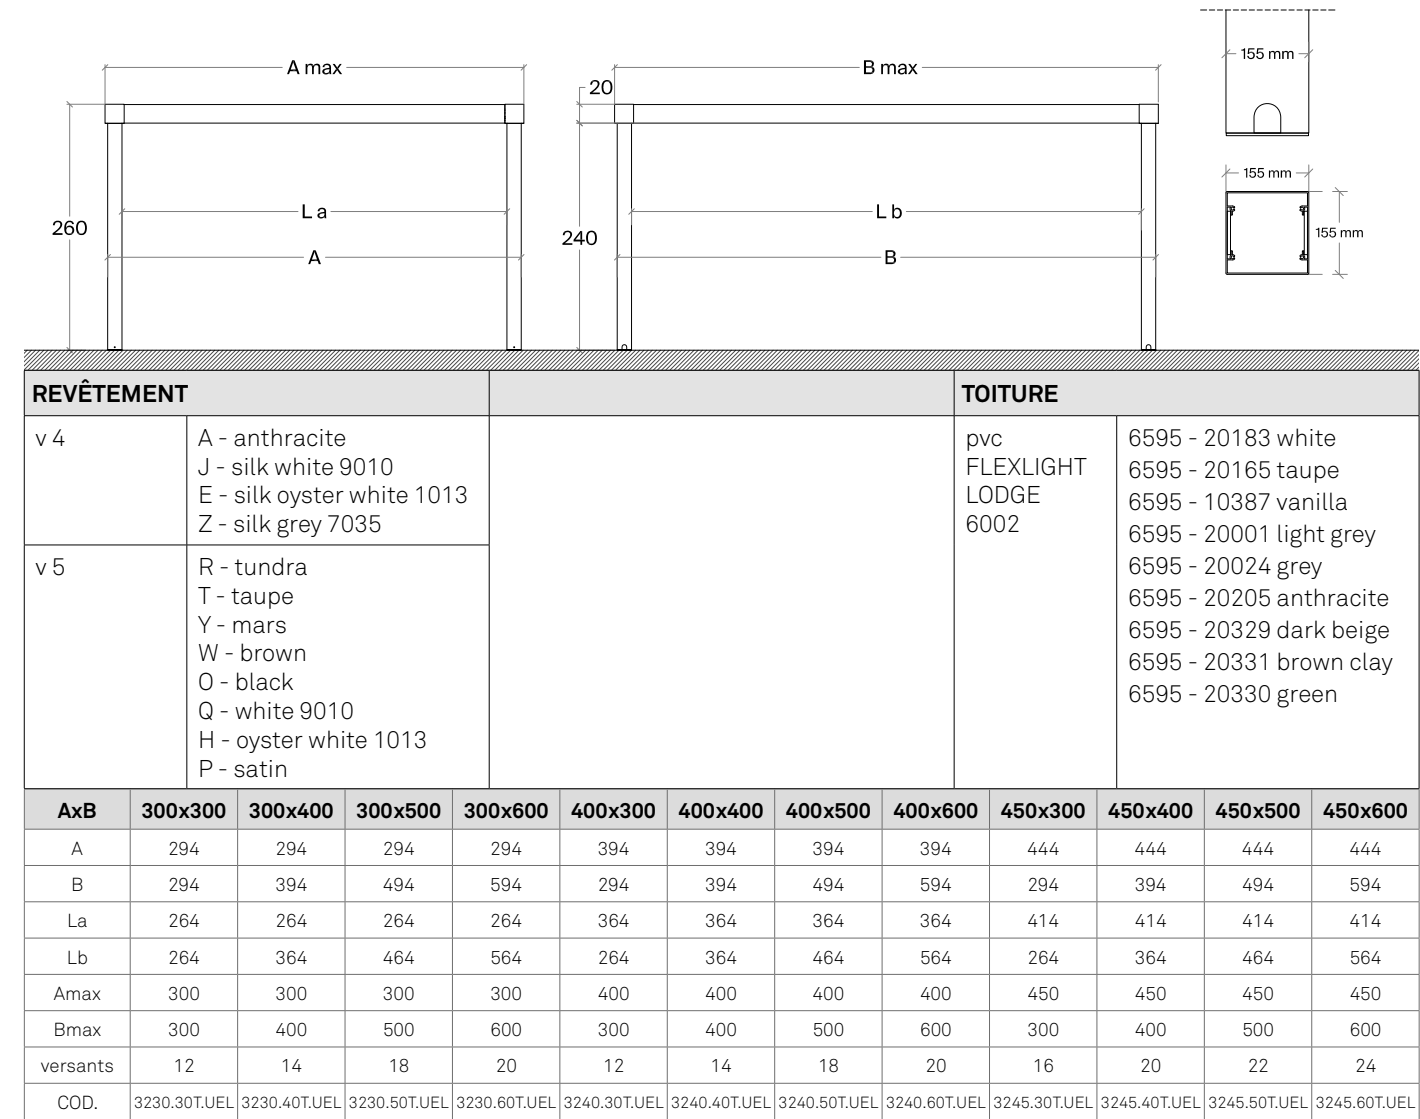 A max
B max
20
155 mm
155 mm
155 mm
L a
L b
260
240
A
B
REVÊTEMENT
TOITURE
v 4
A - anthracite
J - silk white 9010
E - silk oyster white 1013
Z - silk grey 7035
v 5
R - tundra
T - taupe
Y - mars
W - brown
O - black
Q - white 9010
H - oyster white 1013
P - satin
pvc
FLEXLIGHT
LODGE
6002
6595 - 20183 white
6595 - 20165 taupe
6595 - 10387 vanilla
6595 - 20001 light grey
6595 - 20024 grey
6595 - 20205 anthracite
6595 - 20329 dark beige
6595 - 20331 brown clay
6595 - 20330 green
AxB 300x300 300x400 300x500 300x600 400x300 400x400 400x500 400x600 450x300 450x400 450x500 450x600
A 294 294 294 294 394 394 394 394 444 444 444 444
B 294 394 494 594 294 394 494 594 294 394 494 594
La 264 264 264 264 364 364 364 364 414 414 414 414
Lb 264 364 464 564 264 364 464 564 264 364 464 564
Amax 300 300 300 300 400 400 400 400 450 450 450 450
Bmax 300 400 500 600 300 400 500 600 300 400 500 600
versants 12 14 18 20 12 14 18 20 16 20 22 24
COD. 3230.30T.UEL 3230.40T.UEL 3230.50T.UEL 3230.60T.UEL 3240.30T.UEL 3240.40T.UEL 3240.50T.UEL 3240.60T.UEL 3245.30T.UEL 3245.40T.UEL 3245.50T.UEL 3245.60T.UEL